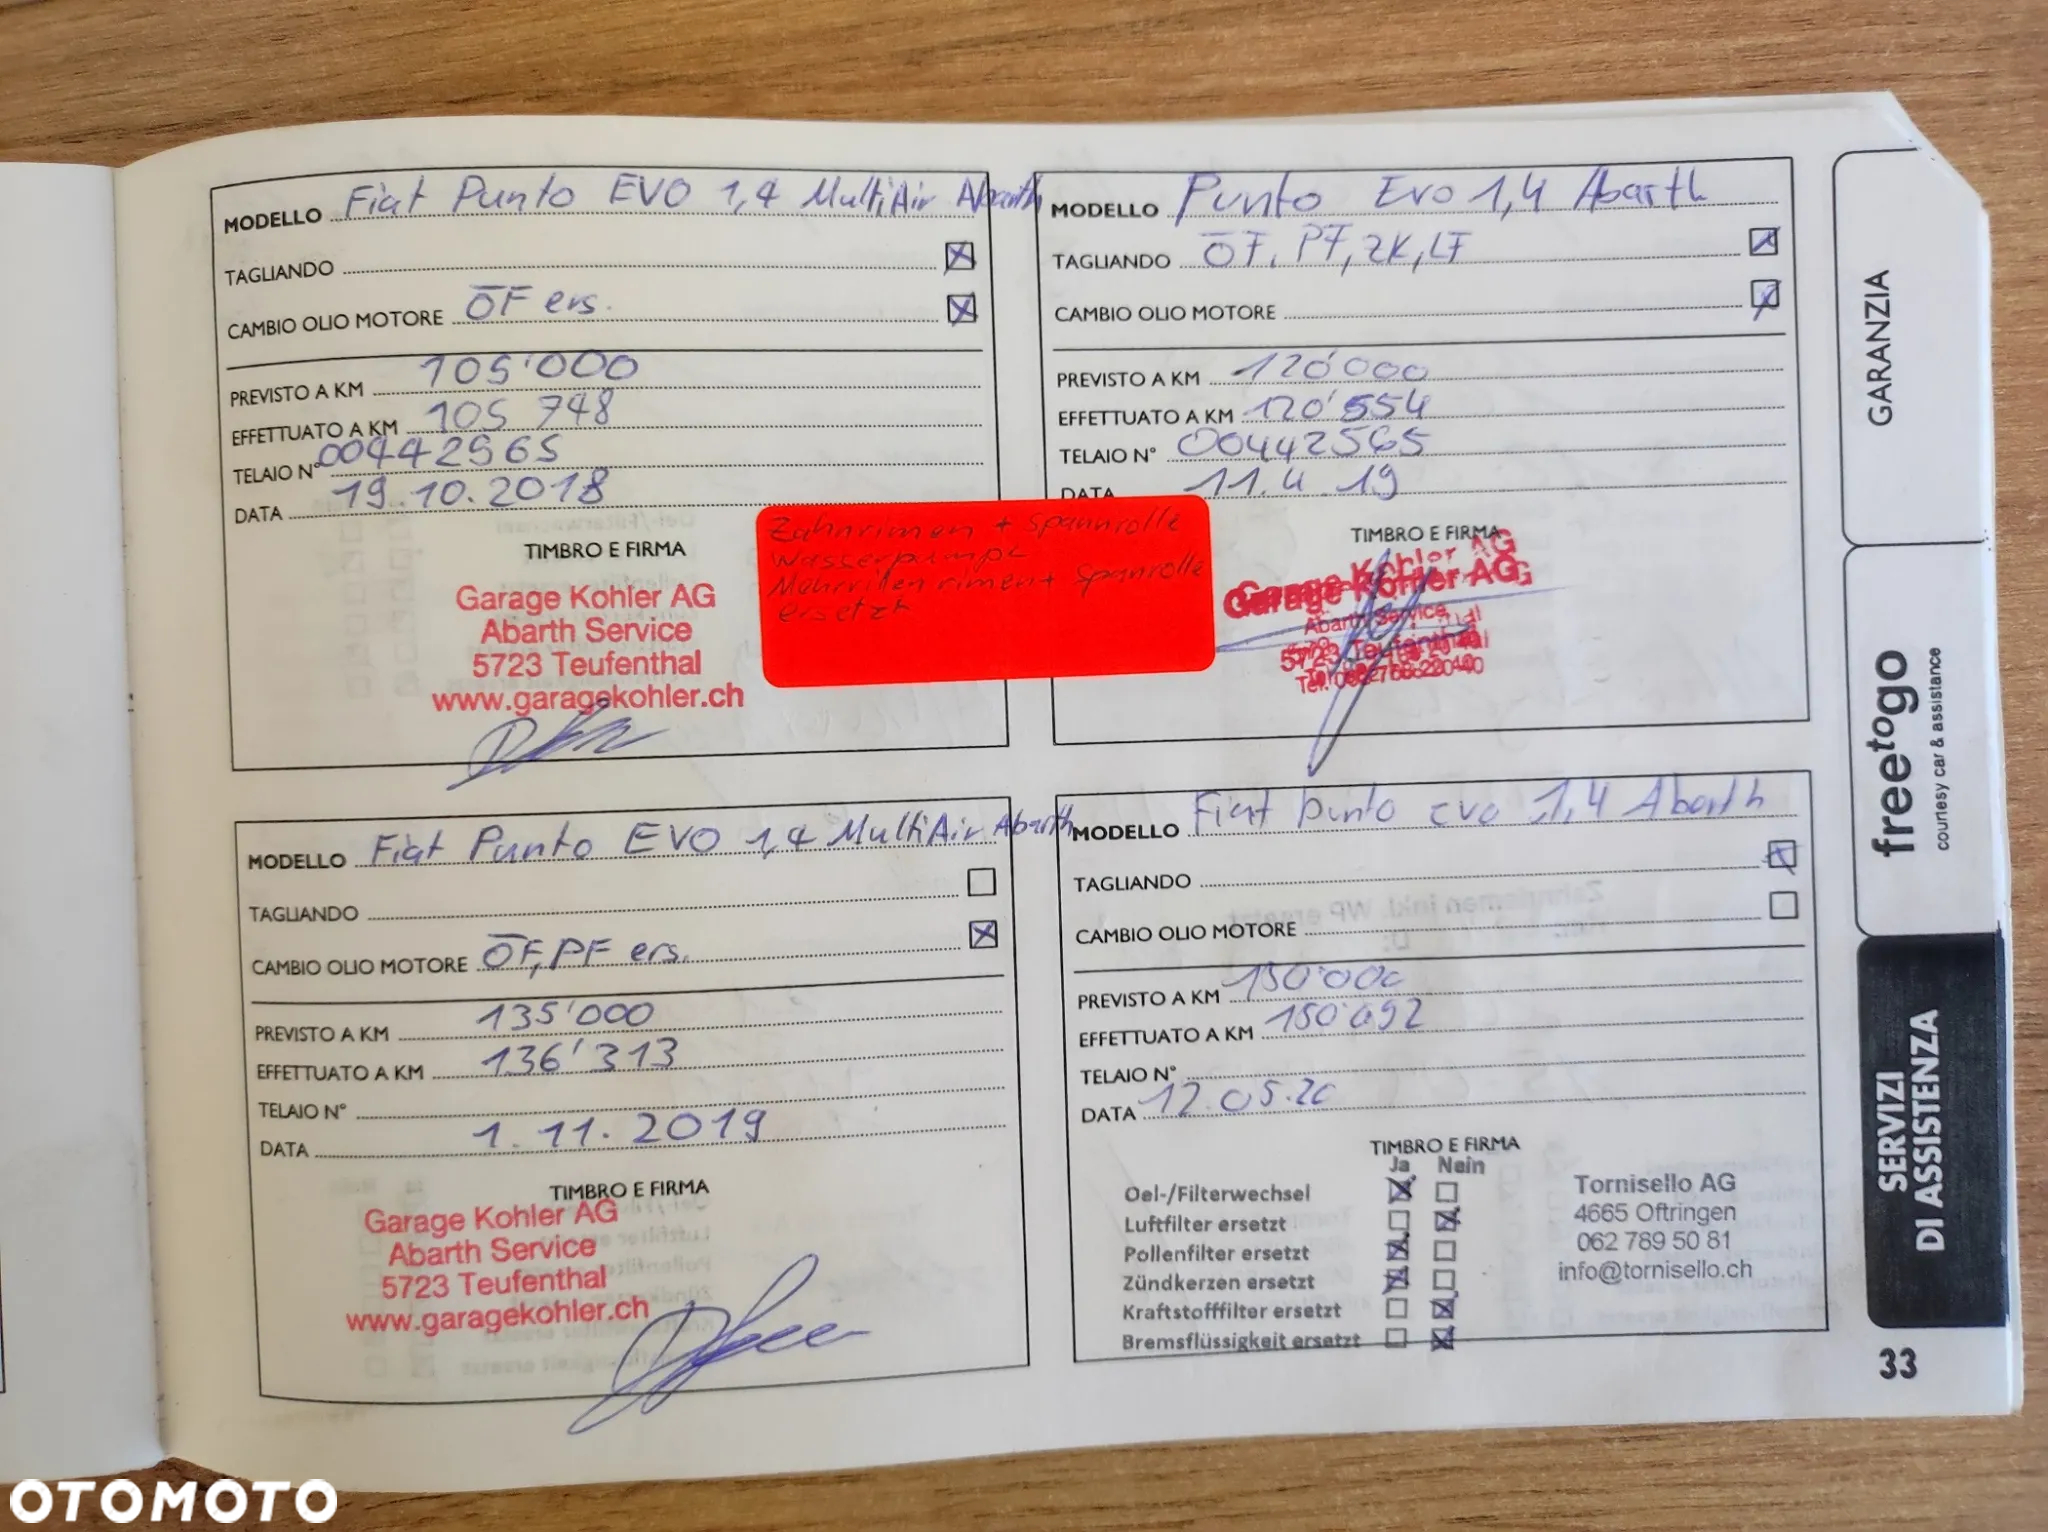 MODELLO Fiat Punto EVO 1,4 MultiAir Abarth
TAGLIANDO
CAMBIO OLIO MOTORE ÖF ers.
PREVISTO A KM 105'000
EFFETTUATO A KM 105 748
TELAIO N° 00442565
DATA 19.10.2018
TIMBRO E FIRMA
Garage Kohler AG
Abarth Service
5723 Teufenthal
www.garagekohler.ch
Zahnrimen + Spannrolle
Wasserpumpe
Mehrrillenrimen + Spanrolle
ersetzt
MODELLO Punto Evo 1,4 Abarth
TAGLIANDO ÖF, PF, ZK, LF
CAMBIO OLIO MOTORE
PREVISTO A KM 120'000
EFFETTUATO A KM 120'554
TELAIO N° 00442565
DATA 11.4.19
TIMBRO E FIRMA
Garage Kohler AG
Abarth Service
5723 Teufenthal
MODELLO Fiat Punto EVO 1,4 MultiAir Abarth
TAGLIANDO
CAMBIO OLIO MOTORE ÖF, PF ers.
PREVISTO A KM 135'000
EFFETTUATO A KM 136'313
TELAIO N°
DATA 1.11.2019
TIMBRO E FIRMA
Garage Kohler AG
Abarth Service
5723 Teufenthal
www.garagekohler.ch
MODELLO Fiat Punto Evo 1,4 Abarth
TAGLIANDO
CAMBIO OLIO MOTORE
PREVISTO A KM 150'000
EFFETTUATO A KM 150'092
TELAIO N°
DATA 12.05.20
TIMBRO E FIRMA
Ja Nein
Oel-/Filterwechsel
Luftfilter ersetzt
Pollenfilter ersetzt
Zündkerzen ersetzt
Kraftstofffilter ersetzt
Bremsflüssigkeit ersetzt
Tornisello AG
4665 Oftringen
062 789 50 81
info@tornisello.ch
GARANZIA
freetogo
courtesy car & assistance
SERVIZI
DI ASSISTENZA
33
OTOMOTO